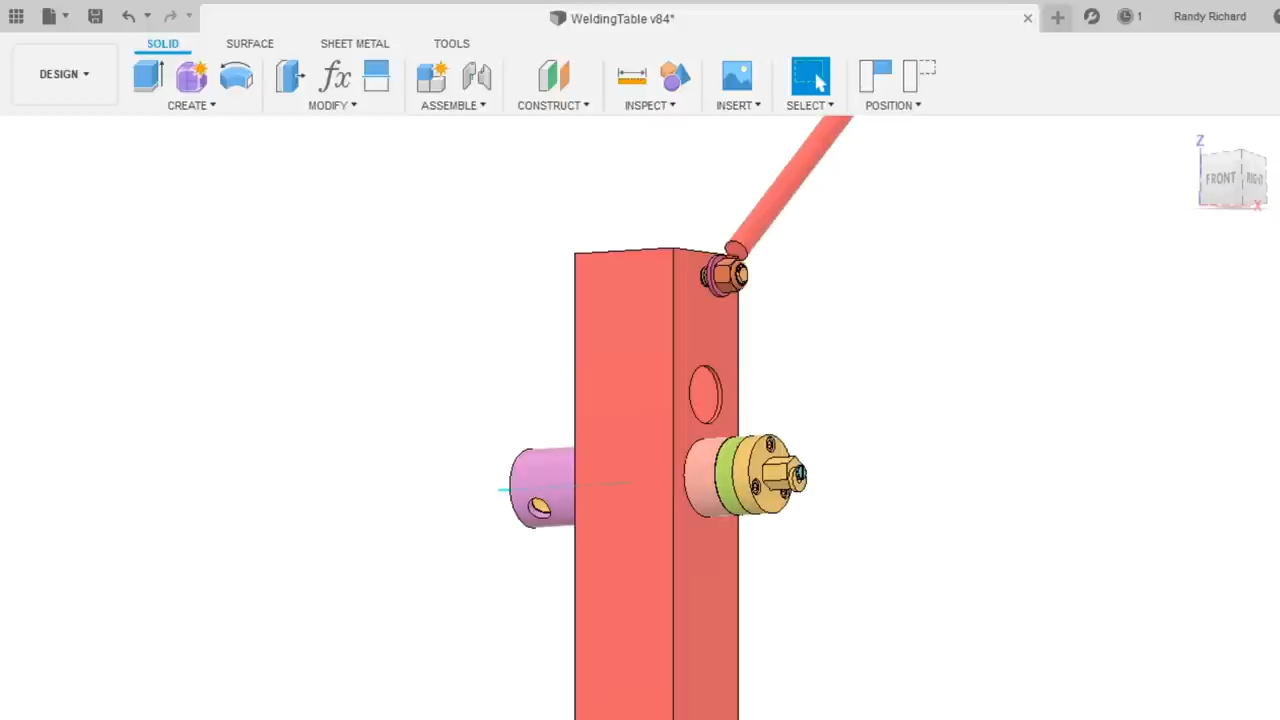 WeldingTable v84*
1
Randy Richard
DESIGN
SOLID
SURFACE
SHEET METAL
TOOLS
CREATE
MODIFY
ASSEMBLE
CONSTRUCT
INSPECT
INSERT
SELECT
POSITION
fx
Z
FRONT
X